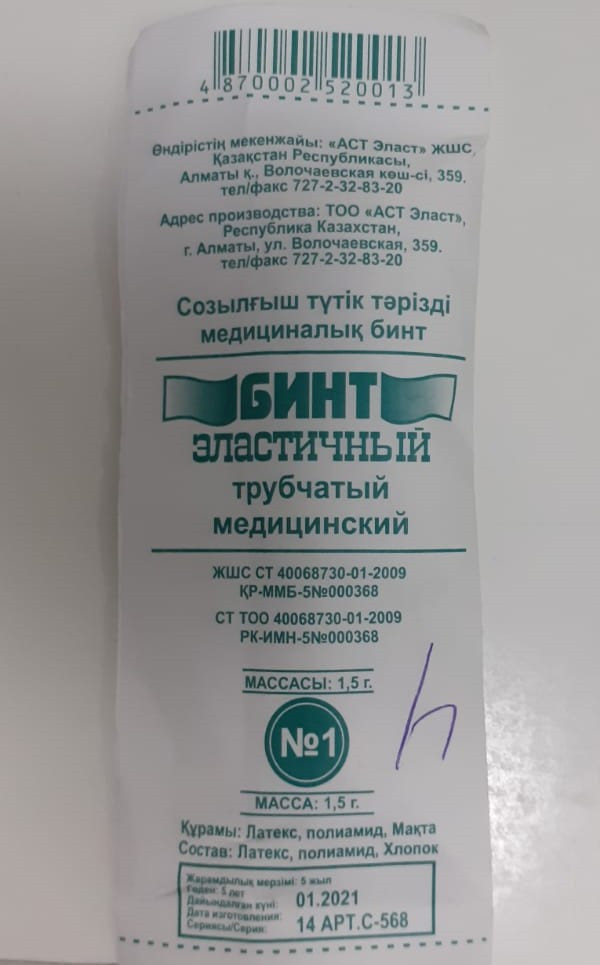 4 870002 520013
Өндірістің мекенжайы: «АСТ Эласт» ЖШС,
Қазақстан Республикасы,
Алматы қ., Волочаевская көш-сі, 359.
тел/факс 727-2-32-83-20
Адрес производства: ТОО «АСТ Эласт»,
Республика Казахстан,
г. Алматы, ул. Волочаевская, 359.
тел/факс 727-2-32-83-20
Созылғыш түтік тәрізді
медициналық бинт
БИНТ
ЭЛАСТИЧНЫЙ
трубчатый
медицинский
ЖШС СТ 40068730-01-2009
ҚР-ММБ-5№000368
СТ ТОО 40068730-01-2009
РК-ИМН-5№000368
МАССАСЫ: 1,5 г.
№1
МАССА: 1,5 г.
Құрамы: Латекс, полиамид, Мақта
Состав: Латекс, полиамид, Хлопок
Жарамдылық мерзімі: 5 жыл
Годен: 5 лет
Дайындалған күні: 01.2021
Дата изготовления:
Сериясы/Серия: 14 АРТ.С-568